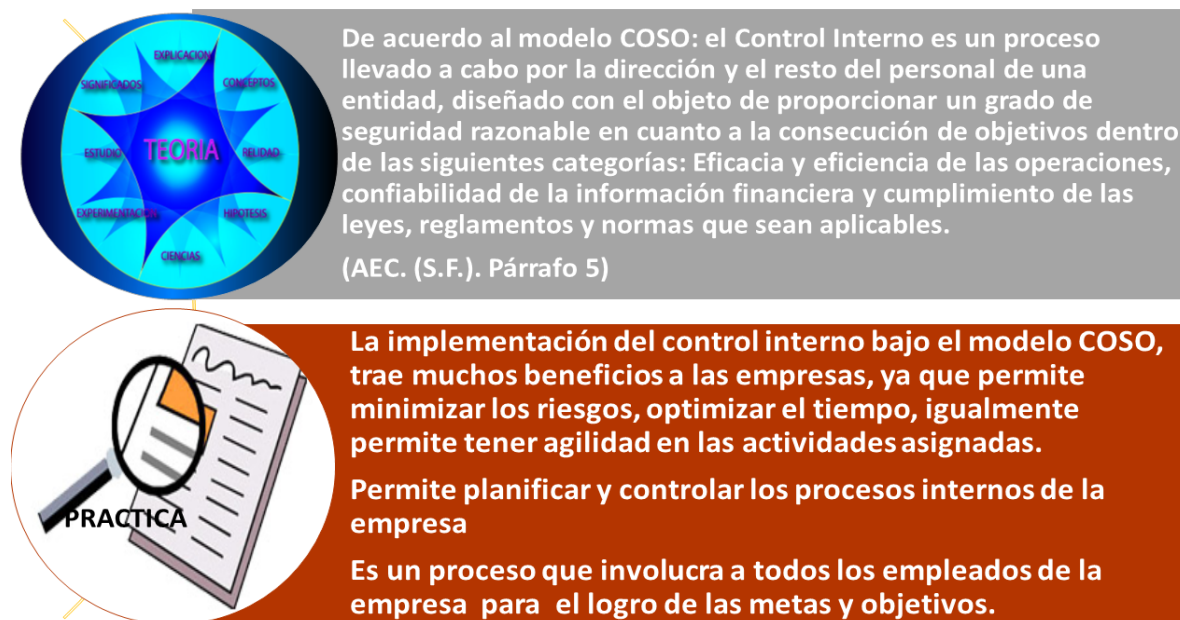 EXPLICACION
SIGNIFICADOS
CONCEPTOS
ESTUDIO
TEORIA
RELIDAD
EXPERIMENTACION
HIPOTESIS
CIENCIAS
De acuerdo al modelo COSO: el Control Interno es un proceso
llevado a cabo por la dirección y el resto del personal de una
entidad, diseñado con el objeto de proporcionar un grado de
seguridad razonable en cuanto a la consecución de objetivos dentro
de las siguientes categorías: Eficacia y eficiencia de las operaciones,
confiabilidad de la información financiera y cumplimiento de las
leyes, reglamentos y normas que sean aplicables.
(AEC. (S.F.). Párrafo 5)
PRACTICA
La implementación del control interno bajo el modelo COSO,
trae muchos beneficios a las empresas, ya que permite
minimizar los riesgos, optimizar el tiempo, igualmente
permite tener agilidad en las actividades asignadas.
Permite planificar y controlar los procesos internos de la
empresa
Es un proceso que involucra a todos los empleados de la
empresa para el logro de las metas y objetivos.